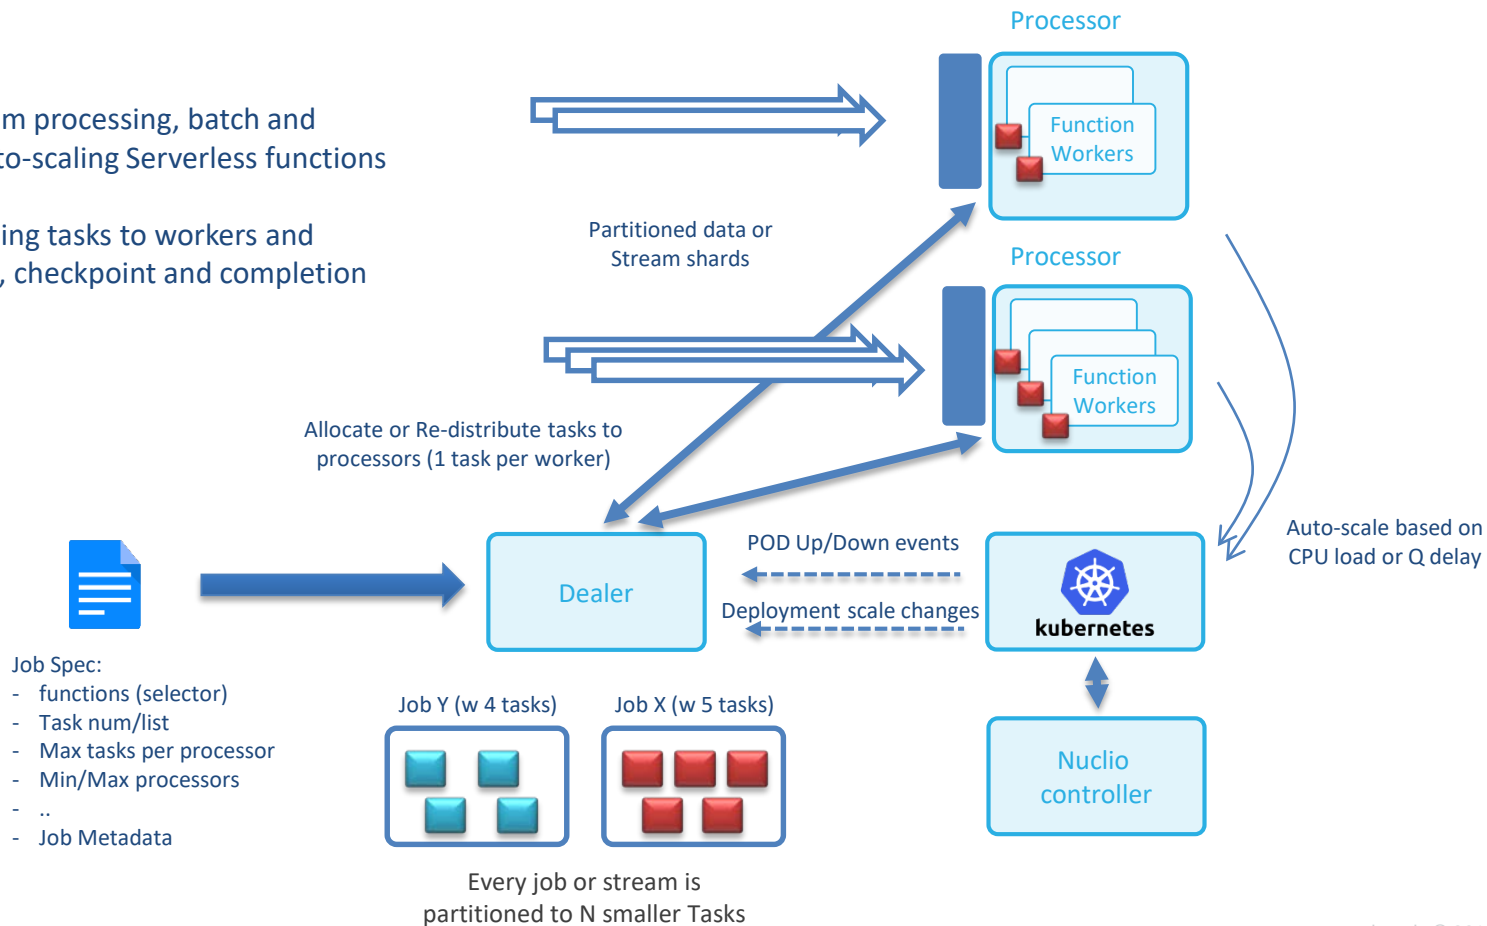 Processor
m processing, batch and
to-scaling Serverless functions
ing tasks to workers and
, checkpoint and completion
Function
Workers
Partitioned data or
Stream shards
Processor
Function
Workers
Allocate or Re-distribute tasks to
processors (1 task per worker)
Auto-scale based on
CPU load or Q delay
POD Up/Down events
Dealer
Deployment scale changes
kubernetes
Job Spec:
- functions (selector)
- Task num/list
- Max tasks per processor
- Min/Max processors
- ..
- Job Metadata
Job Y (w 4 tasks)
Job X (w 5 tasks)
Nuclio
controller
Every job or stream is
partitioned to N smaller Tasks